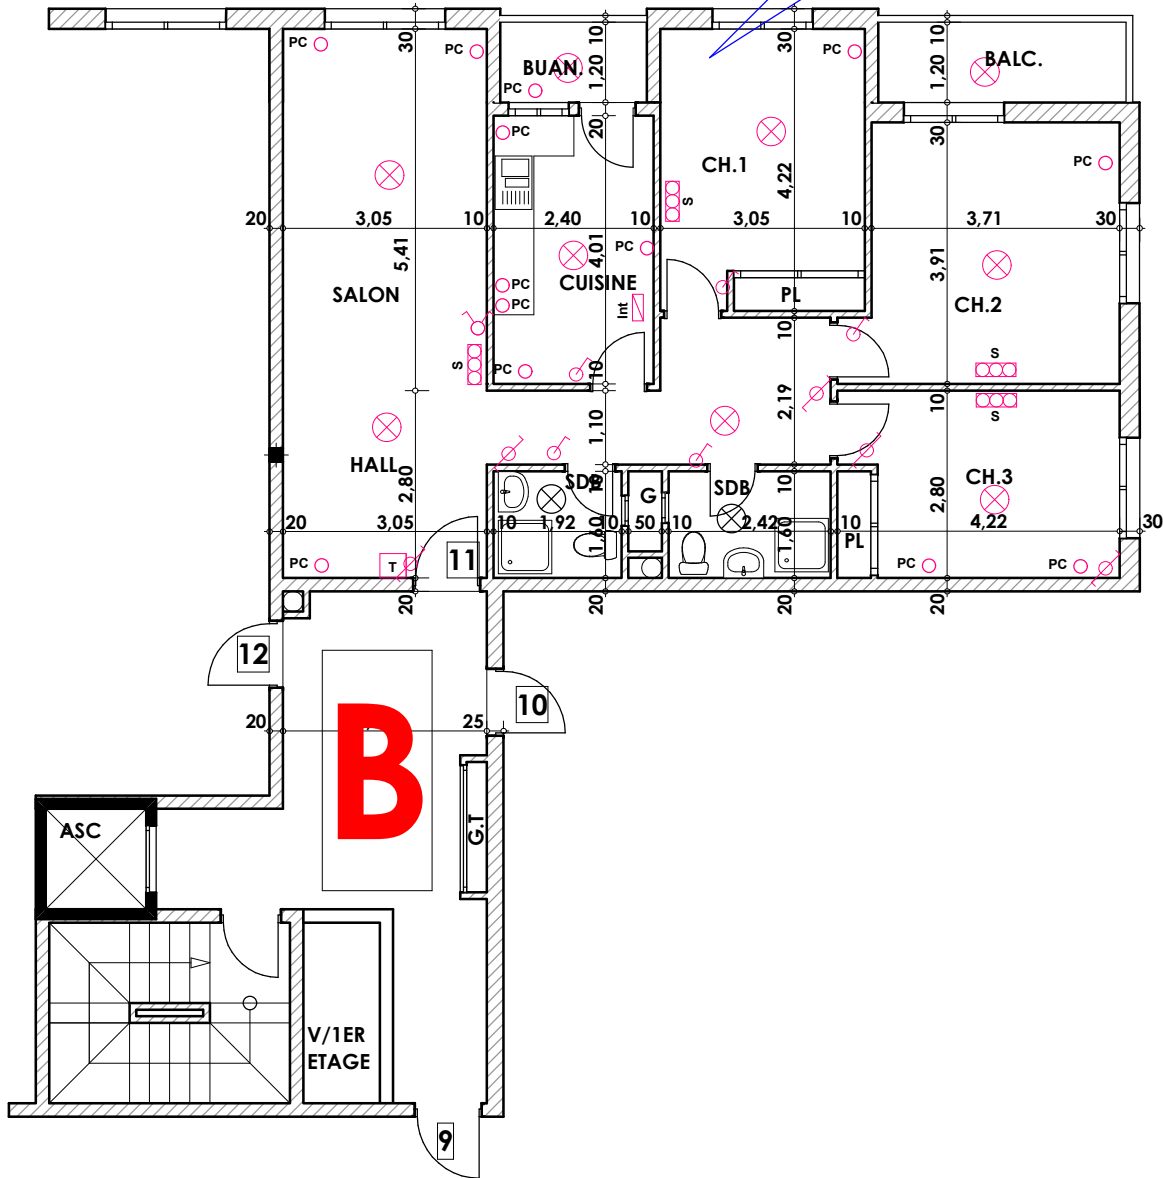 PC
PC
30
BUAN.
PC
10
1,20
30
PC
10
1,20
BALC.
PC
20
CH.1
4,22
S
30
PC
20
3,05
10
2,40
10
3,05
10
3,71
30
5,41
4,01
PC
3,91
SALON
CUISINE
PC
PC
Int
PL
CH.2
10
S
PC
10
S
2,19
10
S
1,10
HALL
2,80
SDB
10
G
SDB
10
CH.3
2,80
20
3,05
10
1,92
10
50
10
2,42
10
4,22
30
1,60
1,60
PL
PC
T
11
PC
PC
20
20
20
20
12
10
20
25
B
ASC
G.T
V/1ER
ETAGE
9